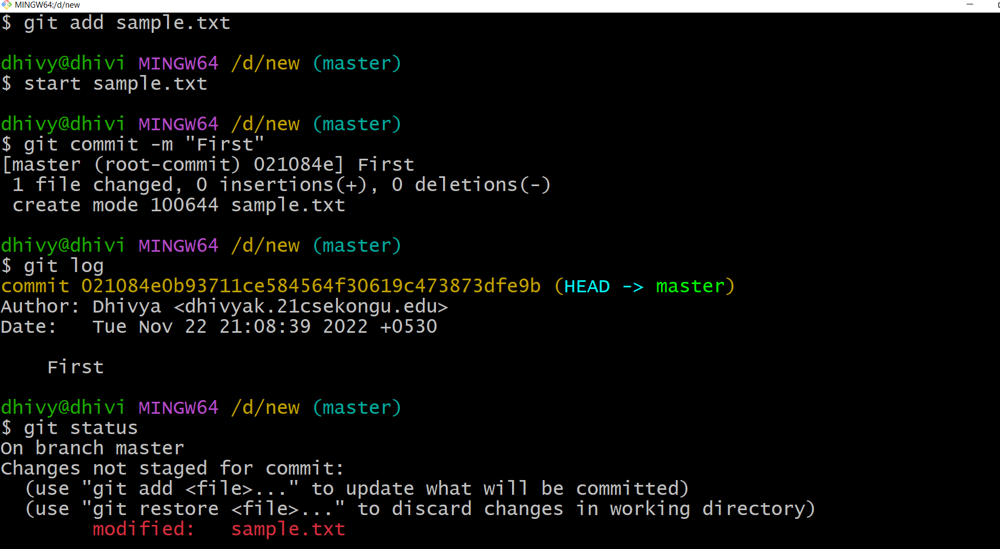 MINGW64:/d/new
$ git add sample.txt
dhivy@dhivi MINGW64 /d/new (master)
$ start sample.txt
dhivy@dhivi MINGW64 /d/new (master)
$ git commit -m "First"
[master (root-commit) 021084e] First
 1 file changed, 0 insertions(+), 0 deletions(-)
 create mode 100644 sample.txt
dhivy@dhivi MINGW64 /d/new (master)
$ git log
commit 021084e0b93711ce584564f30619c473873dfe9b (HEAD -> master)
Author: Dhivya <dhivyak.21csekongu.edu>
Date:   Tue Nov 22 21:08:39 2022 +0530
    First
dhivy@dhivi MINGW64 /d/new (master)
$ git status
On branch master
Changes not staged for commit:
  (use "git add <file>..." to update what will be committed)
  (use "git restore <file>..." to discard changes in working directory)
        modified:   sample.txt